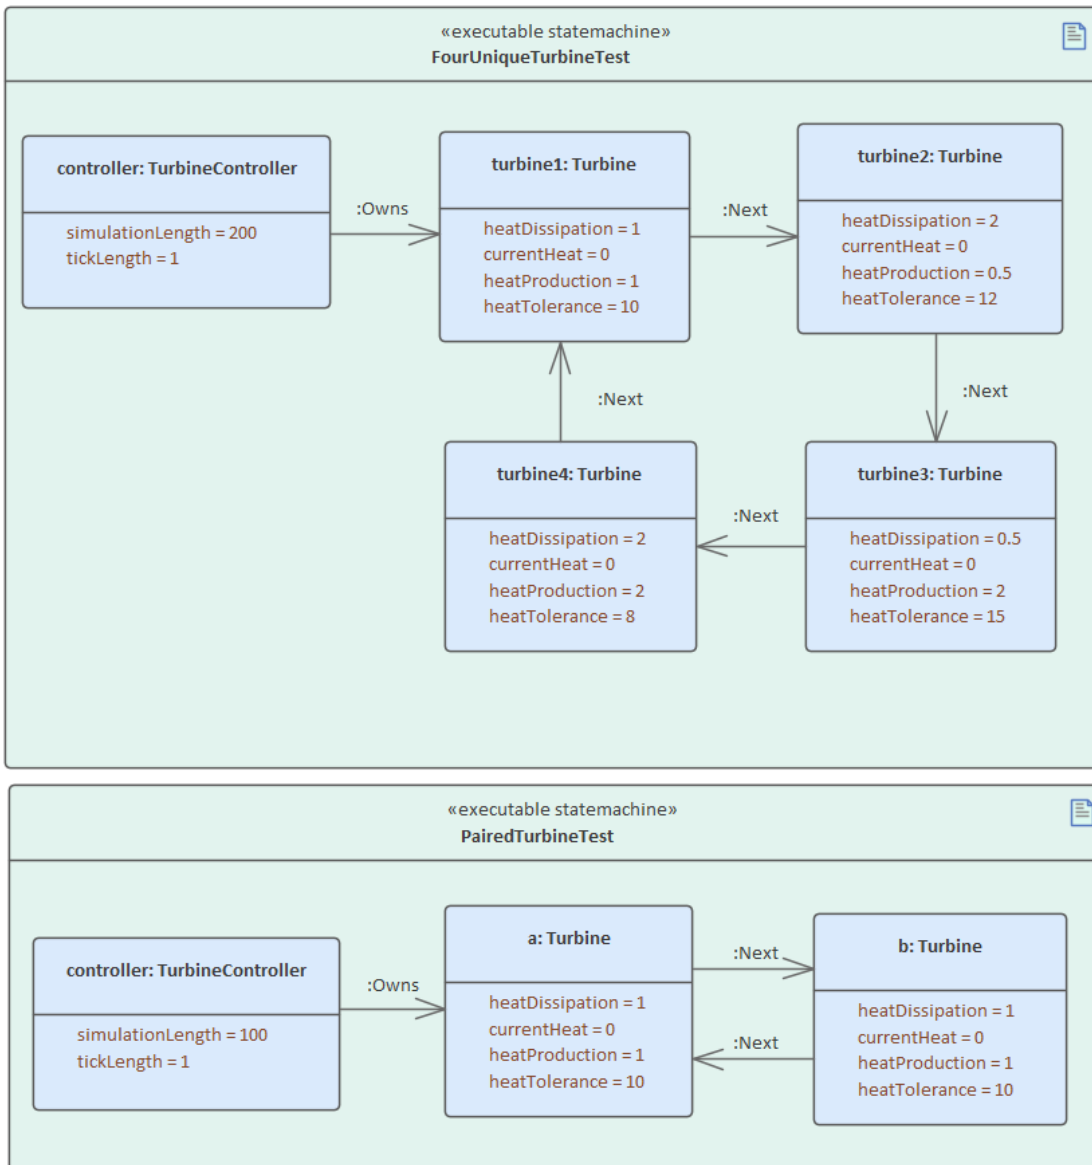 «executable statemachine»
FourUniqueTurbineTest
controller: TurbineController
simulationLength = 200
tickLength = 1
:Owns
turbine1: Turbine
heatDissipation = 1
currentHeat = 0
heatProduction = 1
heatTolerance = 10
:Next
turbine2: Turbine
heatDissipation = 2
currentHeat = 0
heatProduction = 0.5
heatTolerance = 12
:Next
:Next
turbine4: Turbine
heatDissipation = 2
currentHeat = 0
heatProduction = 2
heatTolerance = 8
:Next
turbine3: Turbine
heatDissipation = 0.5
currentHeat = 0
heatProduction = 2
heatTolerance = 15
«executable statemachine»
PairedTurbineTest
controller: TurbineController
simulationLength = 100
tickLength = 1
:Owns
a: Turbine
heatDissipation = 1
currentHeat = 0
heatProduction = 1
heatTolerance = 10
:Next
:Next
b: Turbine
heatDissipation = 1
currentHeat = 0
heatProduction = 1
heatTolerance = 10